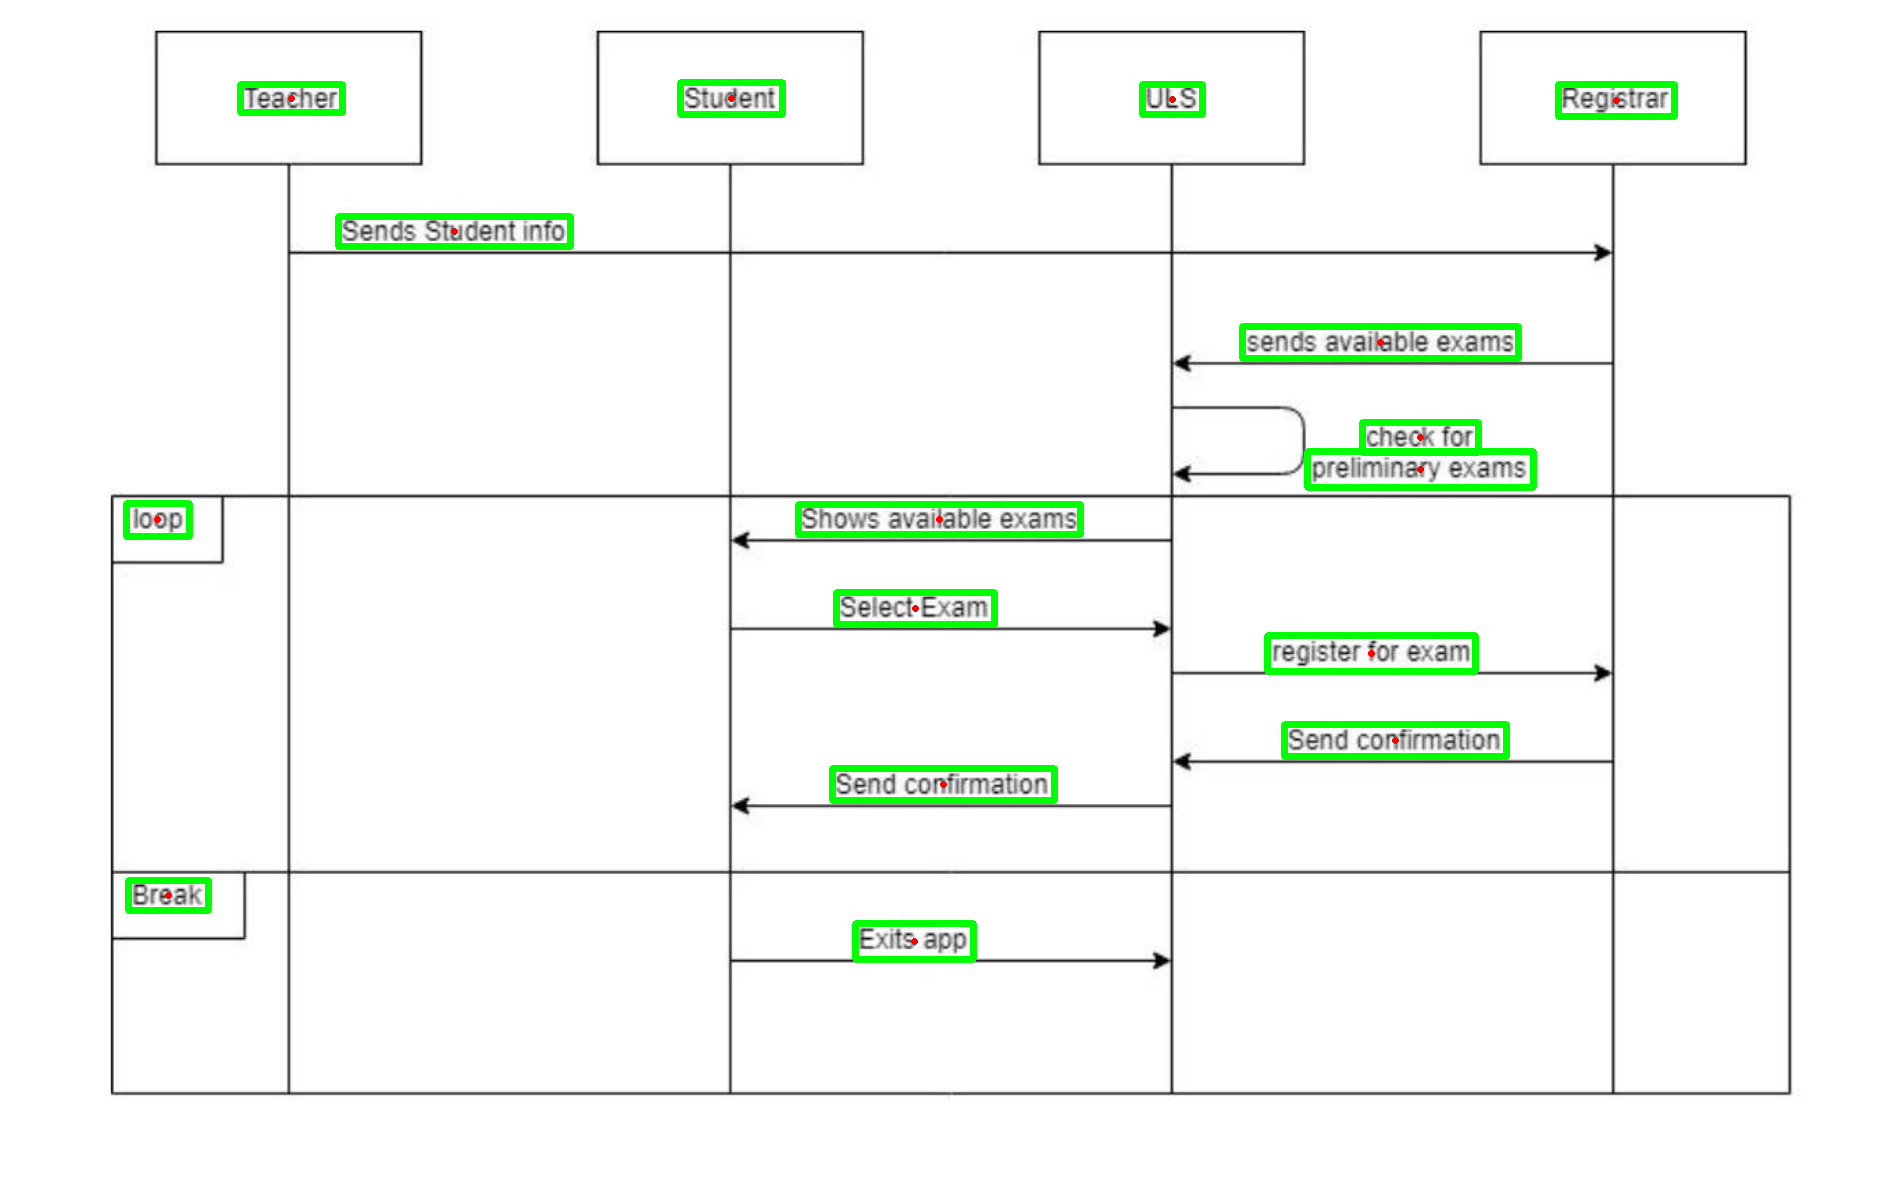 Teacher
Student
ULS
Registrar
Sends Student info
sends available exams
check for
preliminary exams
loop
Shows available exams
Select Exam
register for exam
Send confirmation
Send confirmation
Break
Exits app